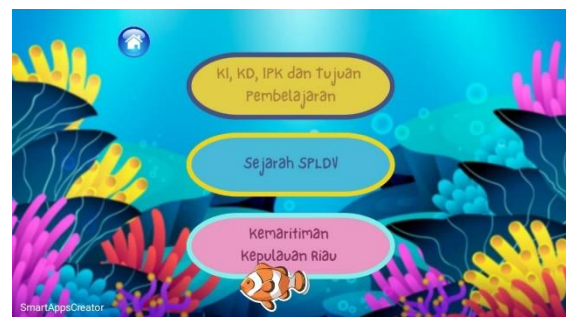 KI, KD, IPK dan Tujuan
Pembelajaran
Sejarah SPLDV
Kemaritiman
Kepulauan Riau
SmartAppsCreator